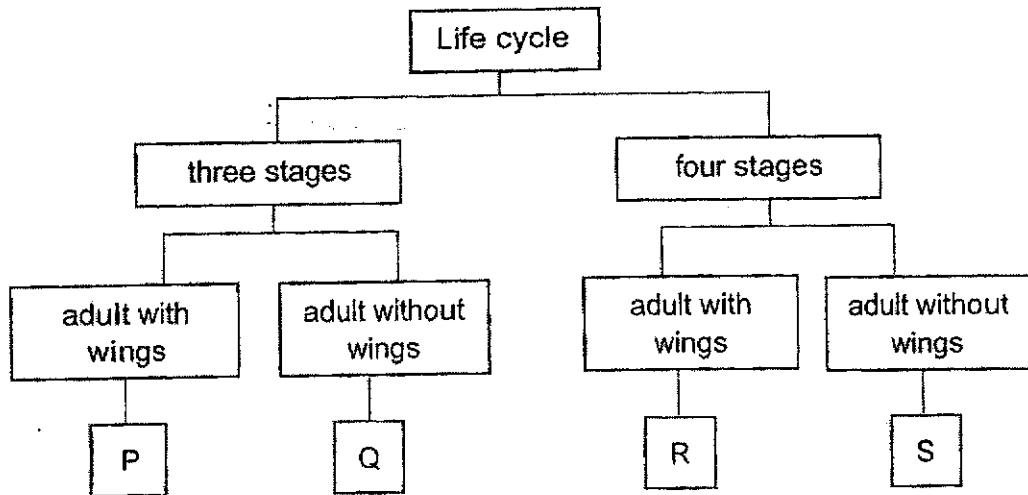 Life cycle
three stages
four stages
adult with
wings
adult without
wings
adult with
wings
adult without
wings
P
Q
R
S